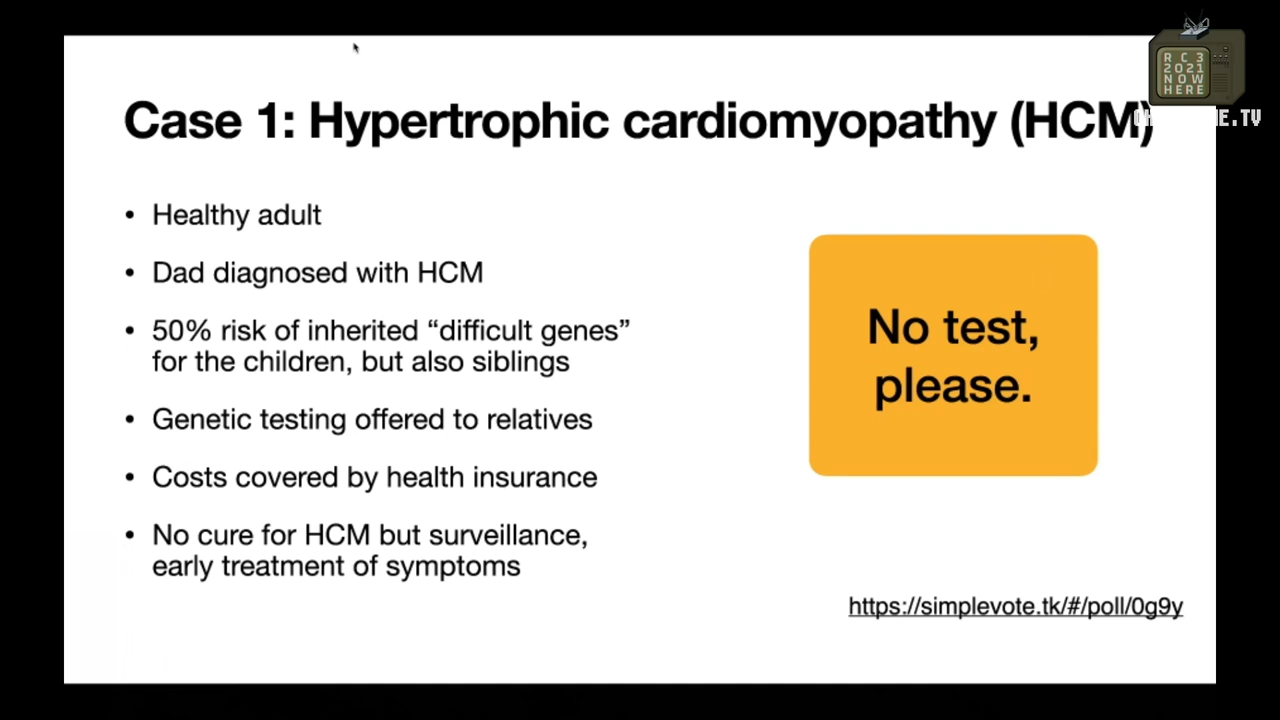 RC3
2021
NOW
HERE
Case 1: Hypertrophic cardiomyopathy (HCM)
• Healthy adult
• Dad diagnosed with HCM
• 50% risk of inherited “difficult genes”
for the children, but also siblings
• Genetic testing offered to relatives
• Costs covered by health insurance
• No cure for HCM but surveillance,
early treatment of symptoms
No test,
please.
https://simplevote.tk/#/poll/0g9y